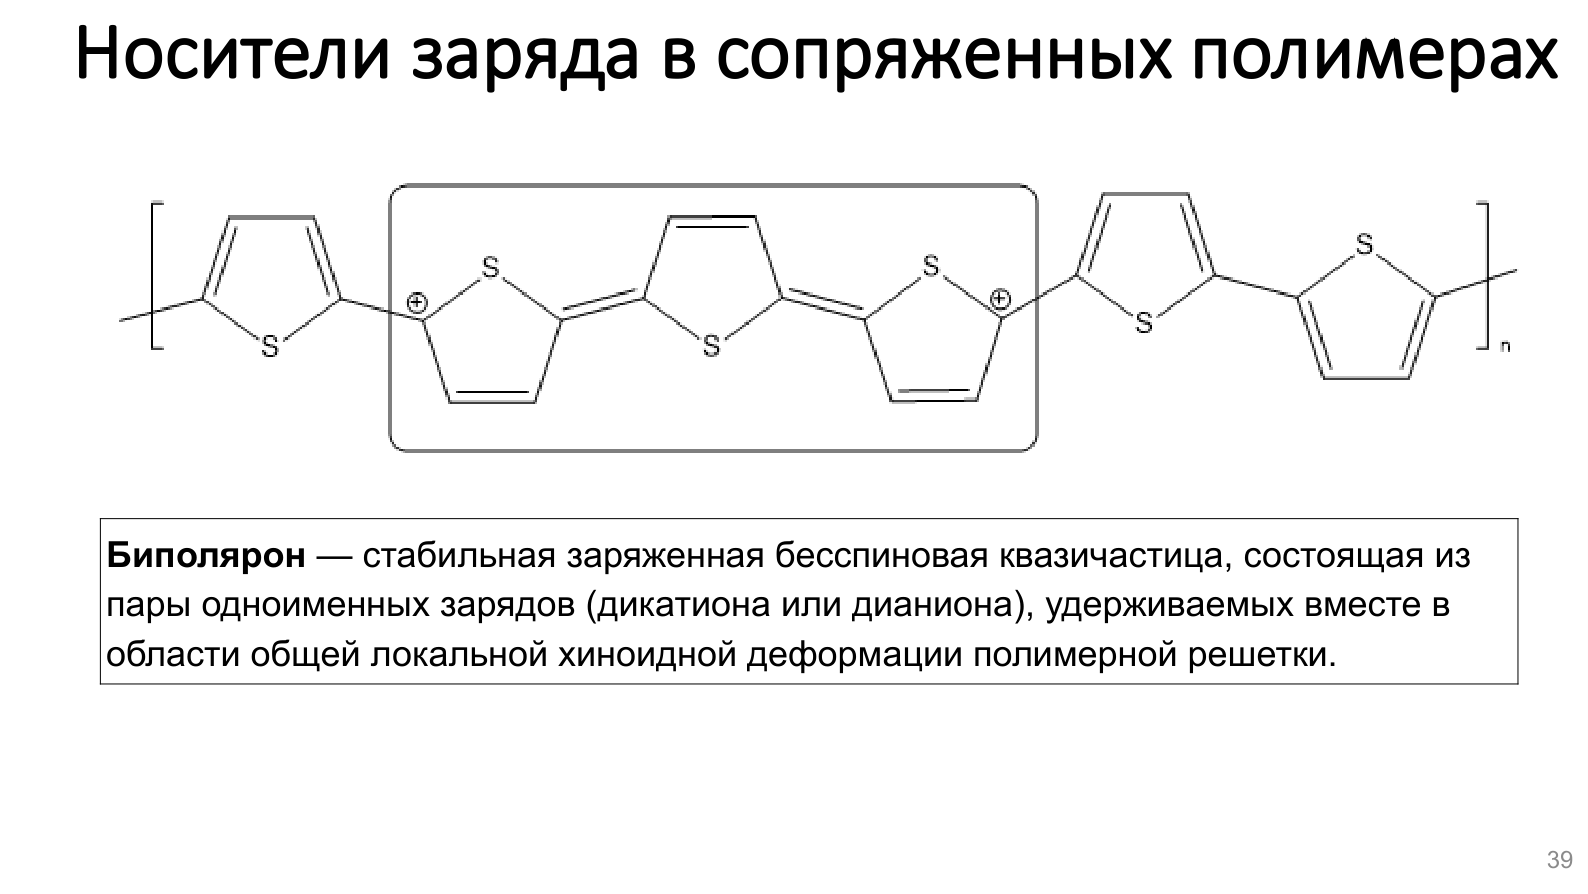 Носители заряда в сопряженных полимерах
S S S S S S
⊕ ⊕
n
Биполярон — стабильная заряженная бесспиновая квазичастица, состоящая из
пары одноименных зарядов (дикатиона или дианиона), удерживаемых вместе в
области общей локальной хиноидной деформации полимерной решетки.
39